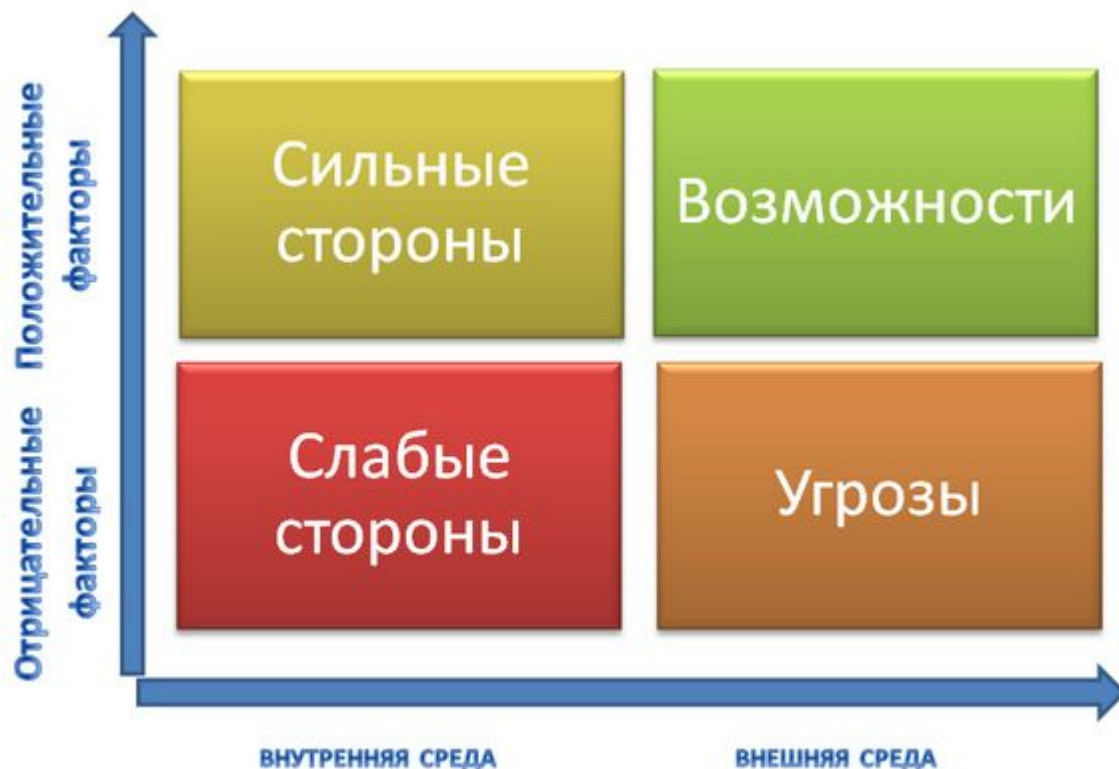 Положительные
факторы
Сильные
стороны
Возможности
Отрицательные
факторы
Слабые
стороны
Угрозы
ВНУТРЕННЯЯ СРЕДА
ВНЕШНЯЯ СРЕДА